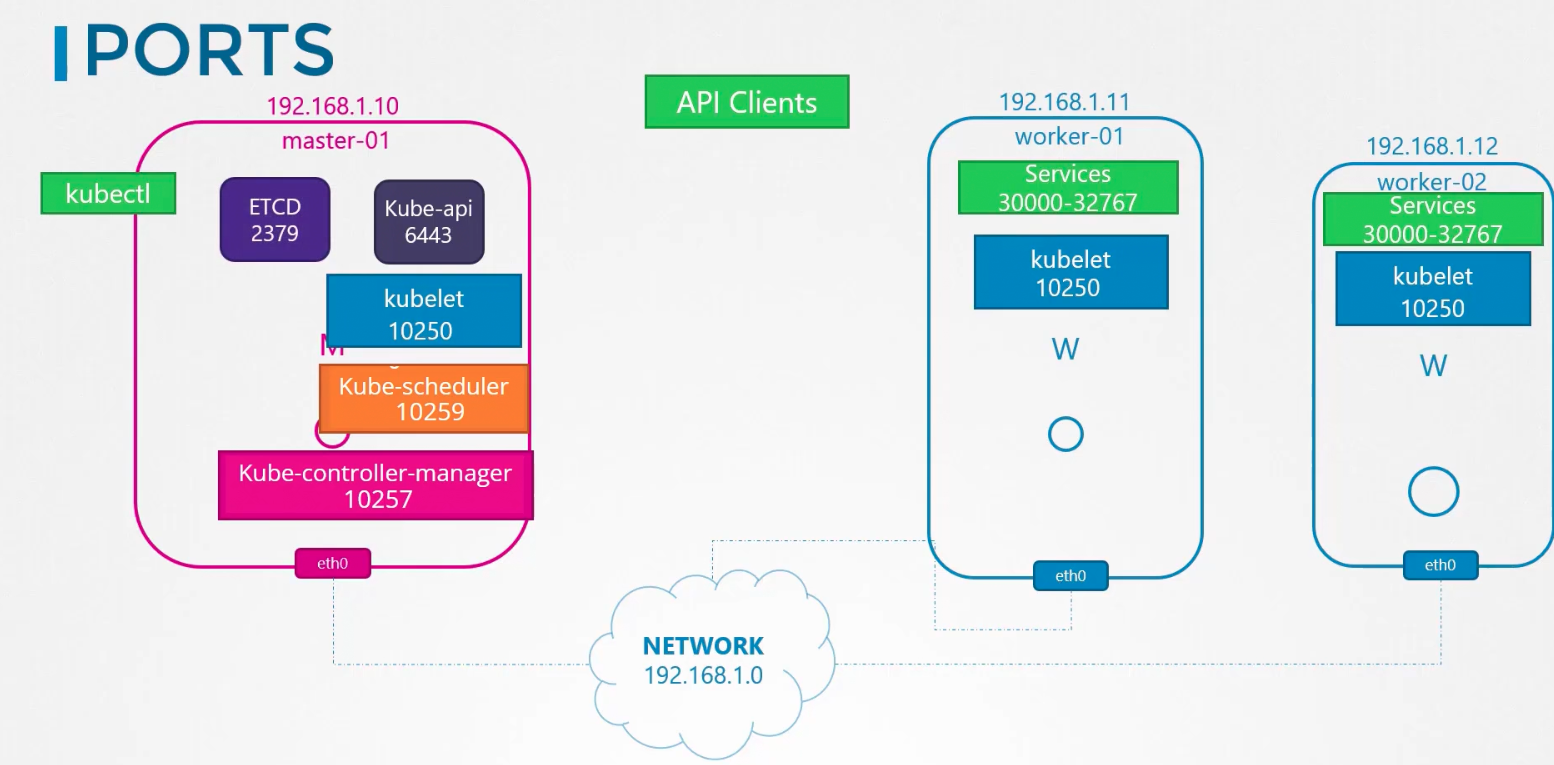 PORTS
192.168.1.10
master-01
kubectl
ETCD
2379
Kube-api
6443
kubelet
10250
M
Kube-scheduler
10259
Kube-controller-manager
10257
eth0
API Clients
NETWORK
192.168.1.0
192.168.1.11
worker-01
Services
30000-32767
kubelet
10250
W
eth0
192.168.1.12
worker-02
Services
30000-32767
kubelet
10250
W
eth0